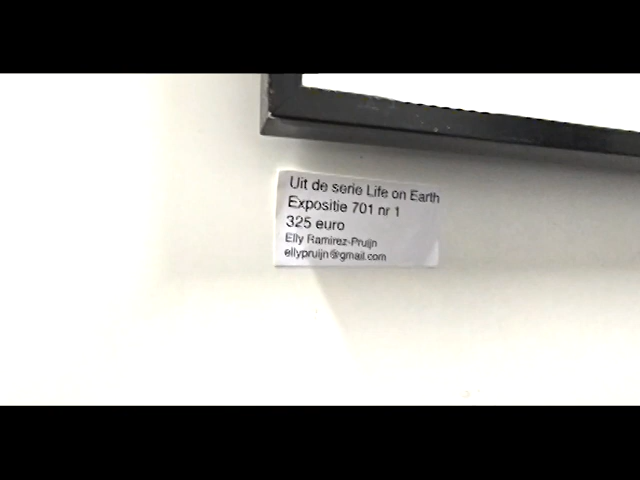 Uit de serie Life on Earth
Expositie 701 nr 1
325 euro
Elly Ramirez-Pruijn
ellypruijn@gmail.com